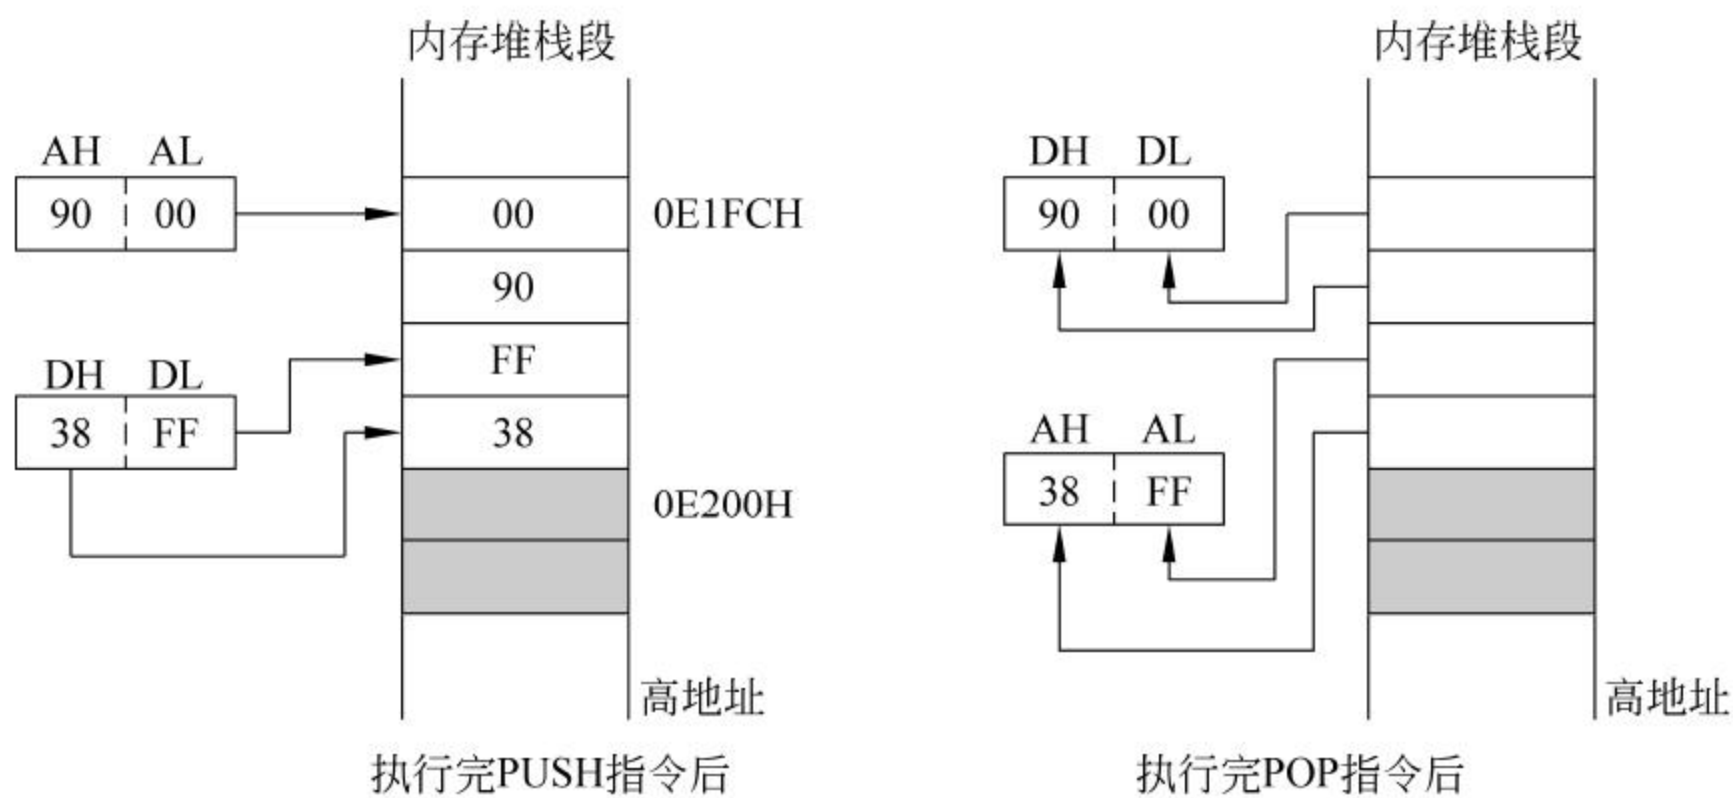 内存堆栈段
AH AL
90 00
00
0E1FCH
90
FF
DH DL
38 FF
38
0E200H
高地址
执行完PUSH指令后
内存堆栈段
DH DL
90 00
AH AL
38 FF
高地址
执行完POP指令后